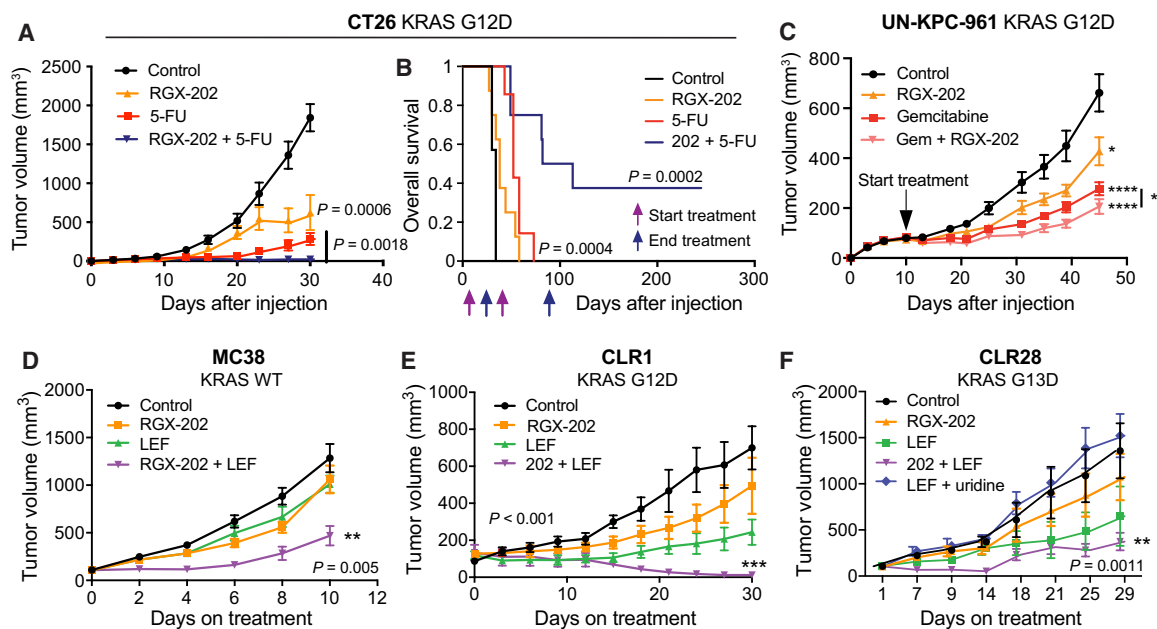 CT26 KRAS G12D
UN-KPC-961 KRAS G12D
A
Tumor volume (mm³)
2500
2000
1500
1000
500
0
Control
RGX-202
5-FU
RGX-202 + 5-FU
P = 0.0006
P = 0.0018
0 10 20 30 40
Days after injection
B
Overall survival
1
0.8
0.6
0.4
0.2
0
Control
RGX-202
5-FU
202 + 5-FU
P = 0.0002
Start treatment
End treatment
P = 0.0004
0 100 200 300
Days after injection
C
Tumor volume (mm³)
800
600
400
200
0
Control
RGX-202
Gemcitabine
Gem + RGX-202
Start treatment
*
****
****
*
0 10 20 30 40 50
Days after injection
D
MC38
KRAS WT
Tumor volume (mm³)
2000
1500
1000
500
0
Control
RGX-202
LEF
RGX-202 + LEF
**
P = 0.005
0 2 4 6 8 10 12
Days on treatment
E
CLR1
KRAS G12D
Tumor volume (mm³)
1000
800
600
400
200
0
Control
RGX-202
LEF
202 + LEF
P < 0.001
***
0 10 20 30
Days on treatment
F
CLR28
KRAS G13D
Tumor volume (mm³)
2000
1500
1000
500
0
Control
RGX-202
LEF
202 + LEF
LEF + uridine
**
P = 0.0011
1 7 9 14 18 21 25 29
Days on treatment